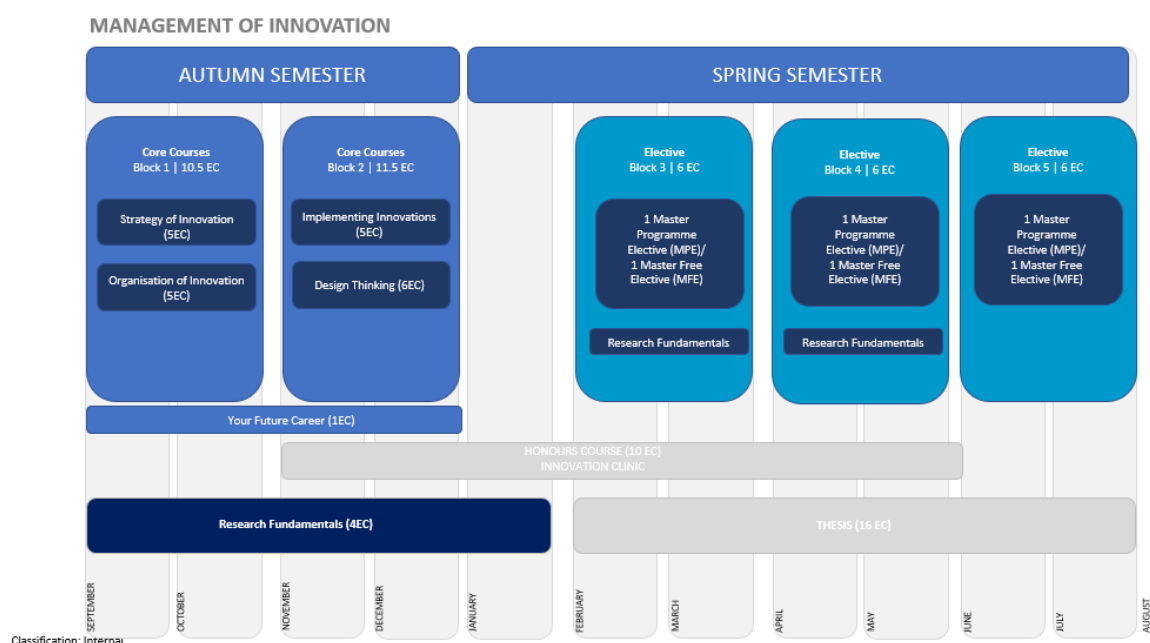 MANAGEMENT OF INNOVATION
AUTUMN SEMESTER
SPRING SEMESTER
Core Courses
Block 1 | 10.5 EC
Strategy of Innovation
(5EC)
Organisation of Innovation
(5EC)
Core Courses
Block 2 | 11.5 EC
Implementing Innovations
(5EC)
Design Thinking (6EC)
Elective
Block 3 | 6 EC
1 Master
Programme
Elective (MPE)/
1 Master Free
Elective (MFE)
Research Fundamentals
Elective
Block 4 | 6 EC
1 Master
Programme
Elective (MPE)/
1 Master Free
Elective (MFE)
Research Fundamentals
Elective
Block 5 | 6 EC
1 Master
Programme
Elective (MPE)/
1 Master Free
Elective (MFE)
Your Future Career (1EC)
HONOURS COURSE (10 EC)
INNOVATION CLINIC
Research Fundamentals (4EC)
THESIS (16 EC)
SEPTEMBER
OCTOBER
NOVEMBER
DECEMBER
JANUARY
FEBRUARY
MARCH
APRIL
MAY
JUNE
JULY
AUGUST
Classification: Internal